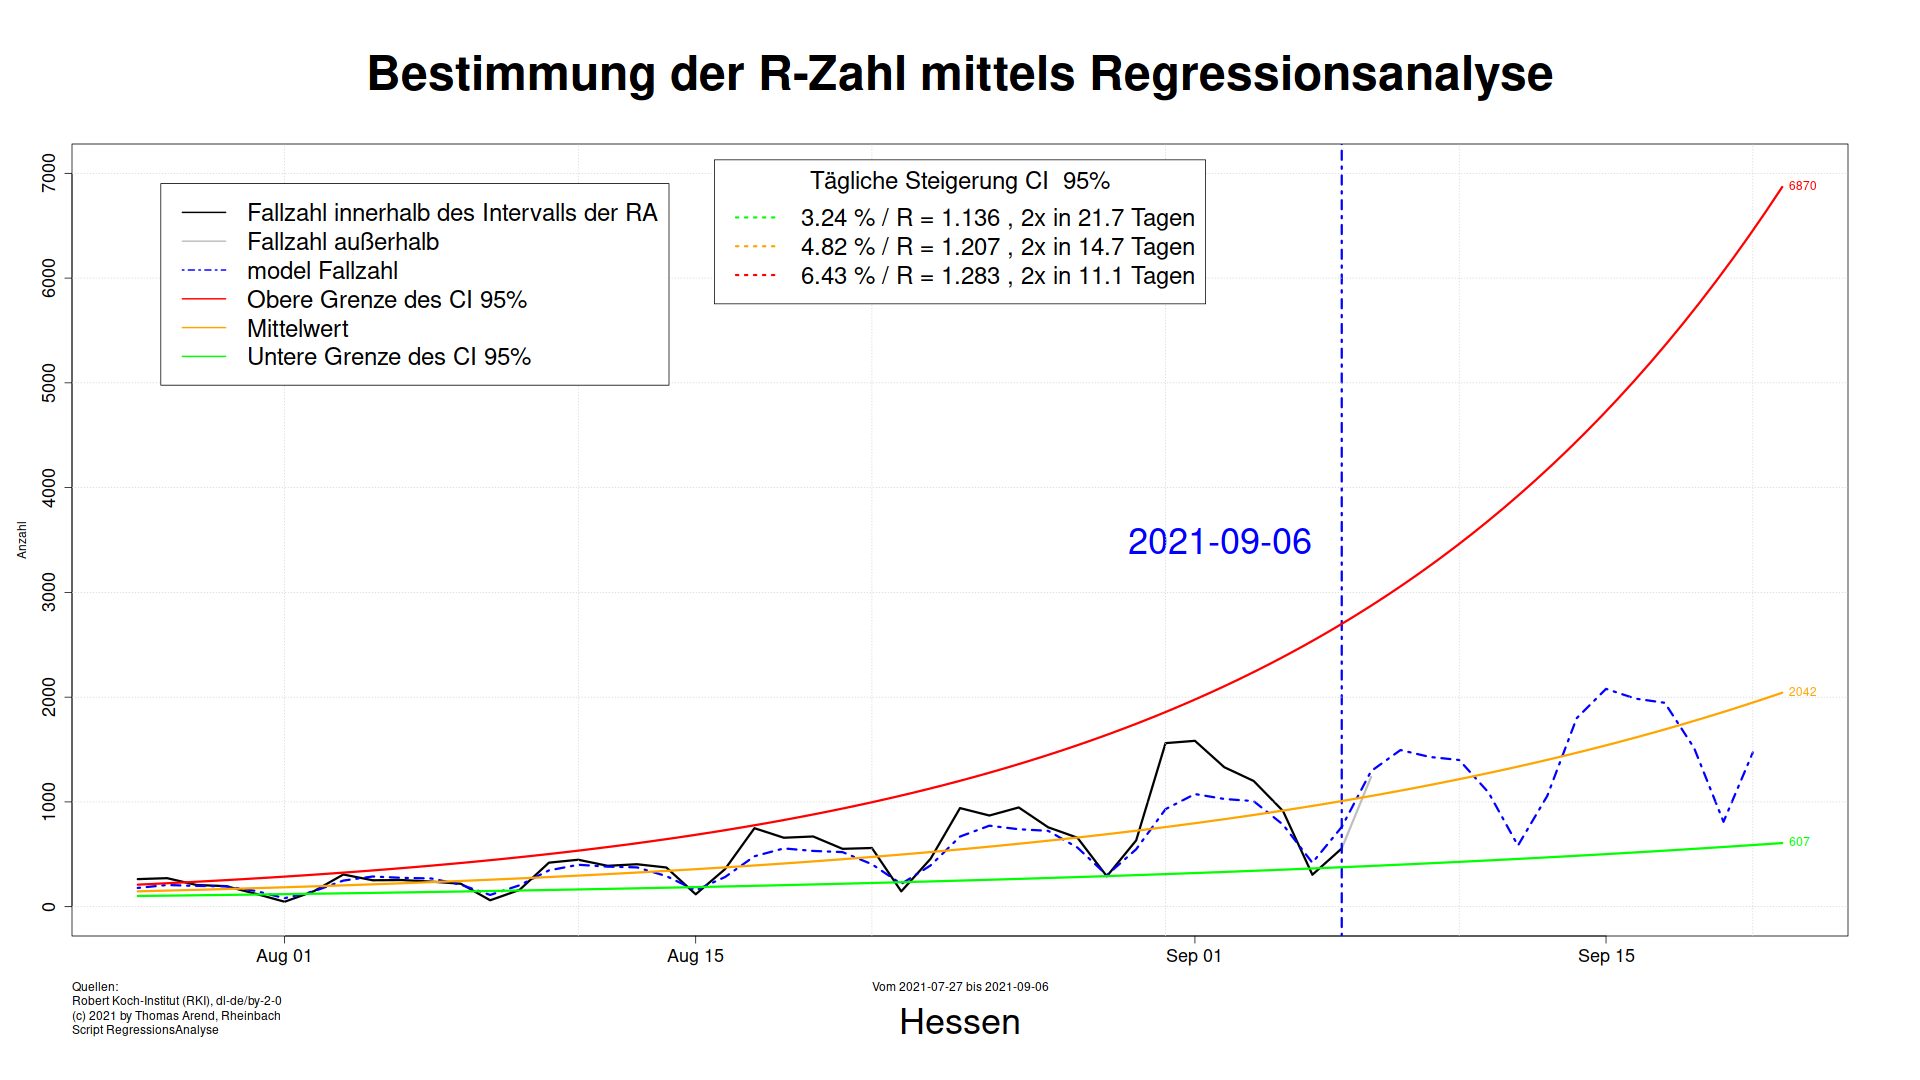 Bestimmung der R-Zahl mittels Regressionsanalyse
Anzahl
7000
6000
5000
4000
3000
2000
1000
0
Fallzahl innerhalb des Intervalls der RA
Fallzahl außerhalb
model Fallzahl
Obere Grenze des CI 95%
Mittelwert
Untere Grenze des CI 95%
Tägliche Steigerung CI 95%
3.24 % / R = 1.136 , 2x in 21.7 Tagen
4.82 % / R = 1.207 , 2x in 14.7 Tagen
6.43 % / R = 1.283 , 2x in 11.1 Tagen
6870
2021-09-06
2042
607
Aug 01
Aug 15
Sep 01
Sep 15
Quellen:
Robert Koch-Institut (RKI), dl-de/by-2-0
(c) 2021 by Thomas Arend, Rheinbach
Script RegressionsAnalyse
Vom 2021-07-27 bis 2021-09-06
Hessen